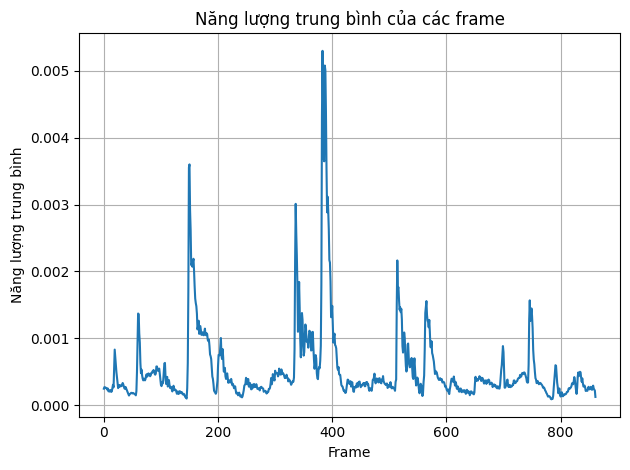 Năng lượng trung bình của các frame
Năng lượng trung bình
0.005
0.004
0.003
0.002
0.001
0.000
0 200 400 600 800
Frame